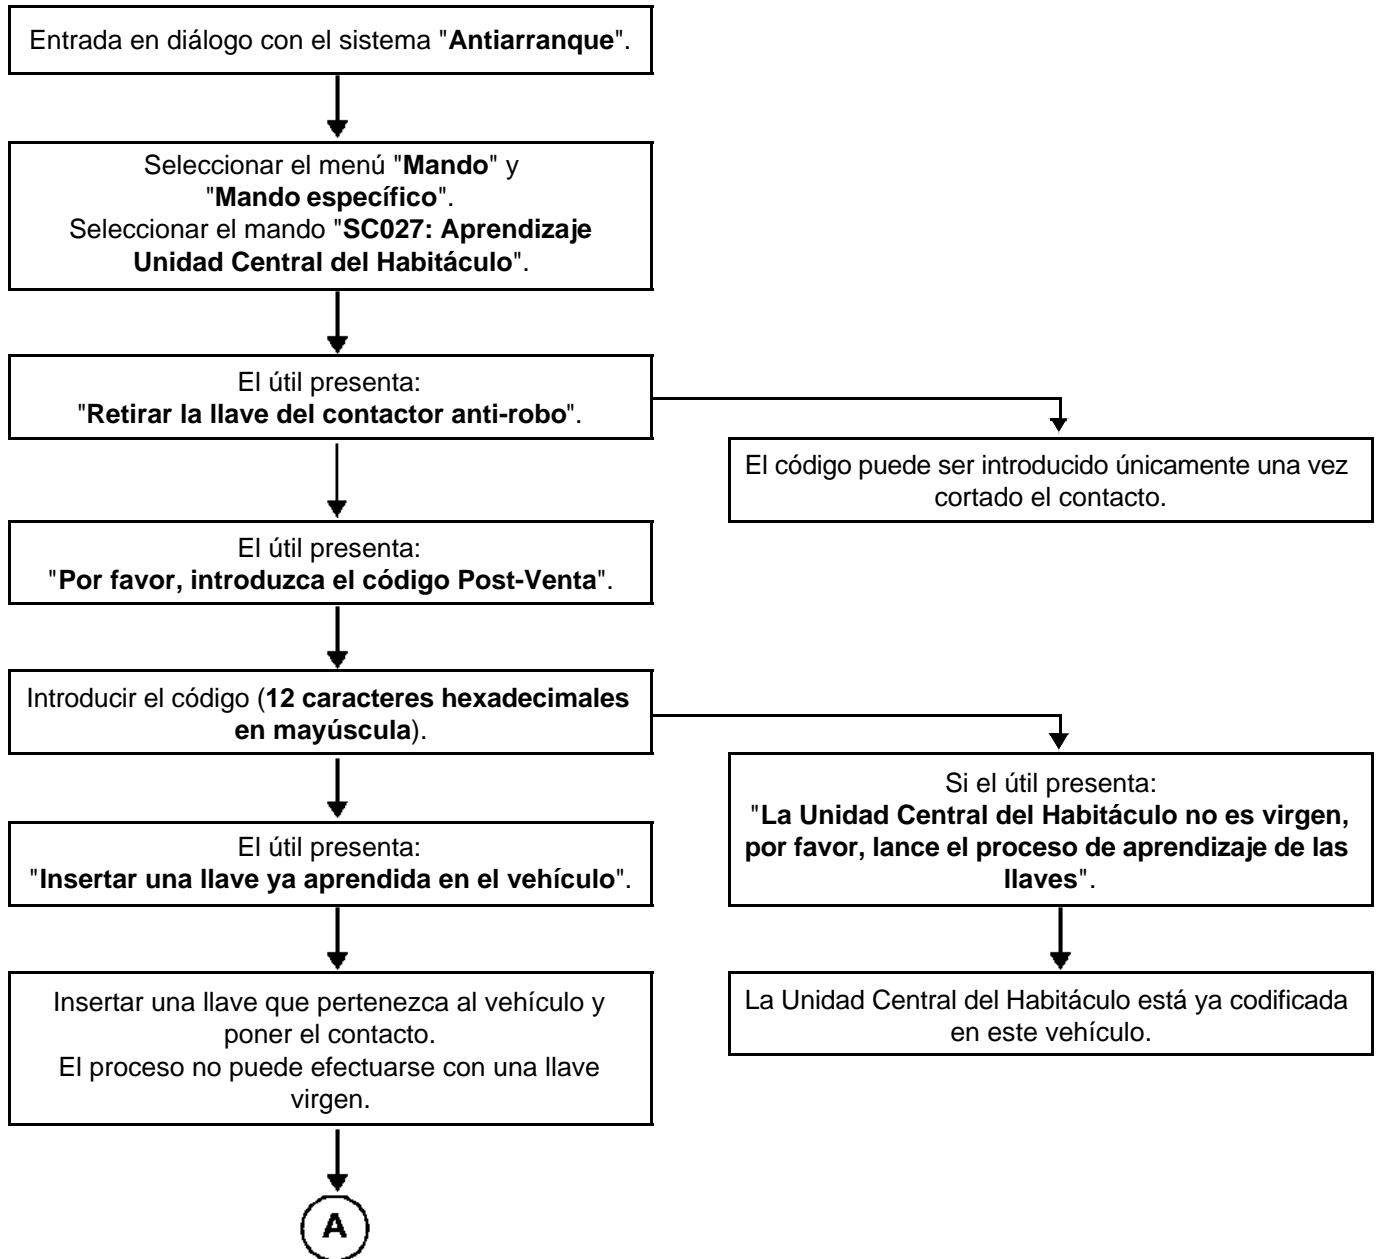 Entrada en diálogo con el sistema "Antiarranque".
Seleccionar el menú "Mando" y
"Mando específico".
Seleccionar el mando "SC027: Aprendizaje
Unidad Central del Habitáculo".
El útil presenta:
"Retirar la llave del contactor anti-robo".
El código puede ser introducido únicamente una vez
cortado el contacto.
El útil presenta:
"Por favor, introduzca el código Post-Venta".
Introducir el código (12 caracteres hexadecimales
en mayúscula).
Si el útil presenta:
"La Unidad Central del Habitáculo no es virgen,
por favor, lance el proceso de aprendizaje de las
llaves".
El útil presenta:
"Insertar una llave ya aprendida en el vehículo".
Insertar una llave que pertenezca al vehículo y
poner el contacto.
El proceso no puede efectuarse con una llave
virgen.
La Unidad Central del Habitáculo está ya codificada
en este vehículo.
A